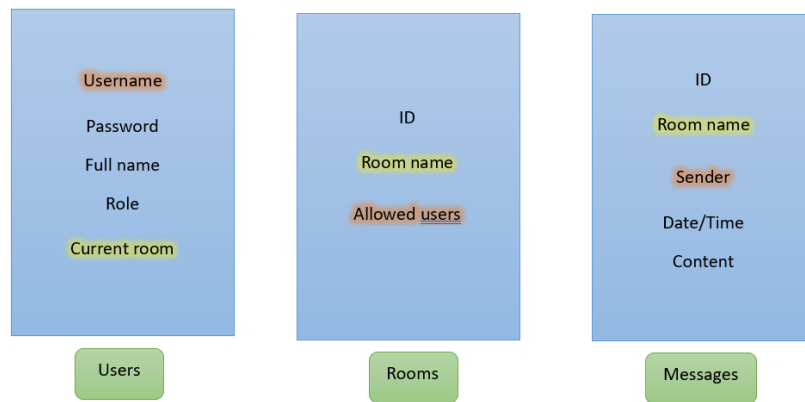 Username
Password
Full name
Role
Current room
Users
ID
Room name
Allowed users
Rooms
ID
Room name
Sender
Date/Time
Content
Messages